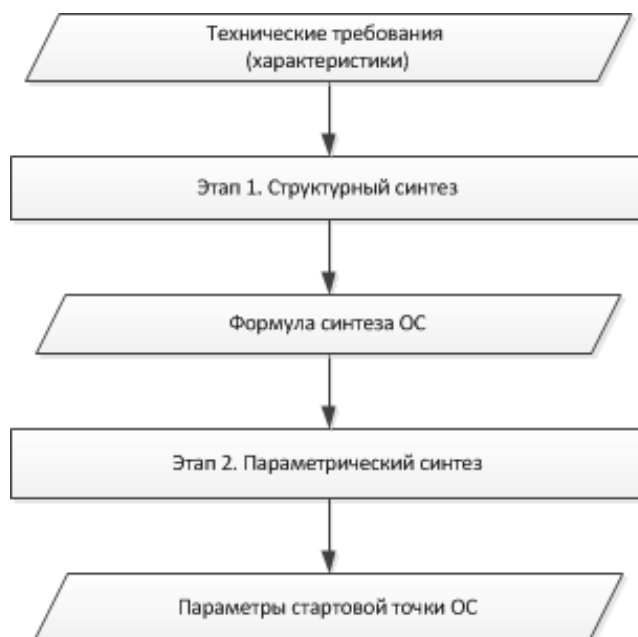 Технические требования
(характеристики)
Этап 1. Структурный синтез
Формула синтеза ОС
Этап 2. Параметрический синтез
Параметры стартовой точки ОС